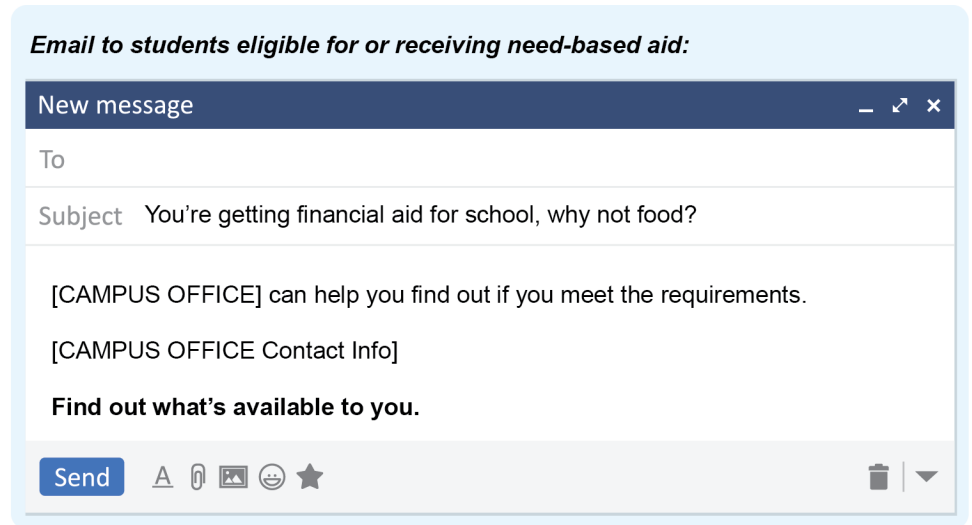 Email to students eligible for or receiving need-based aid:
New message
To
Subject You’re getting financial aid for school, why not food?
[CAMPUS OFFICE] can help you find out if you meet the requirements.
[CAMPUS OFFICE Contact Info]
Find out what’s available to you.
Send A